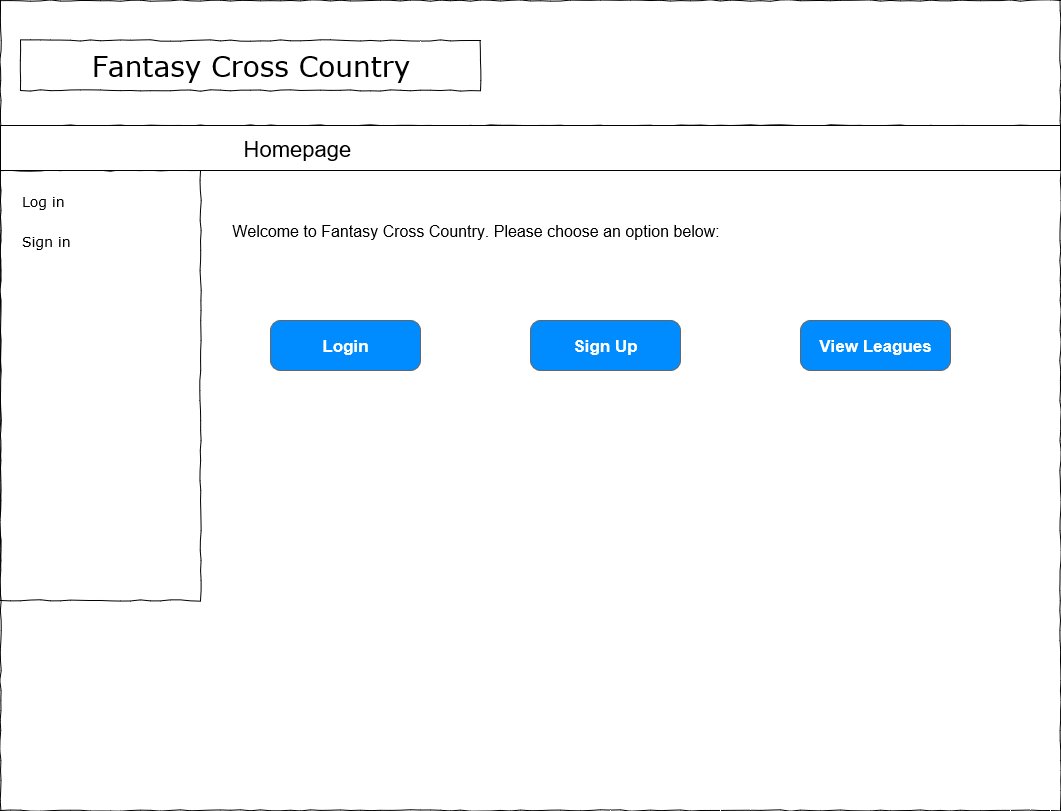 Fantasy Cross Country
Homepage
Log in
Sign in
Welcome to Fantasy Cross Country. Please choose an option below:
Login
Sign Up
View Leagues